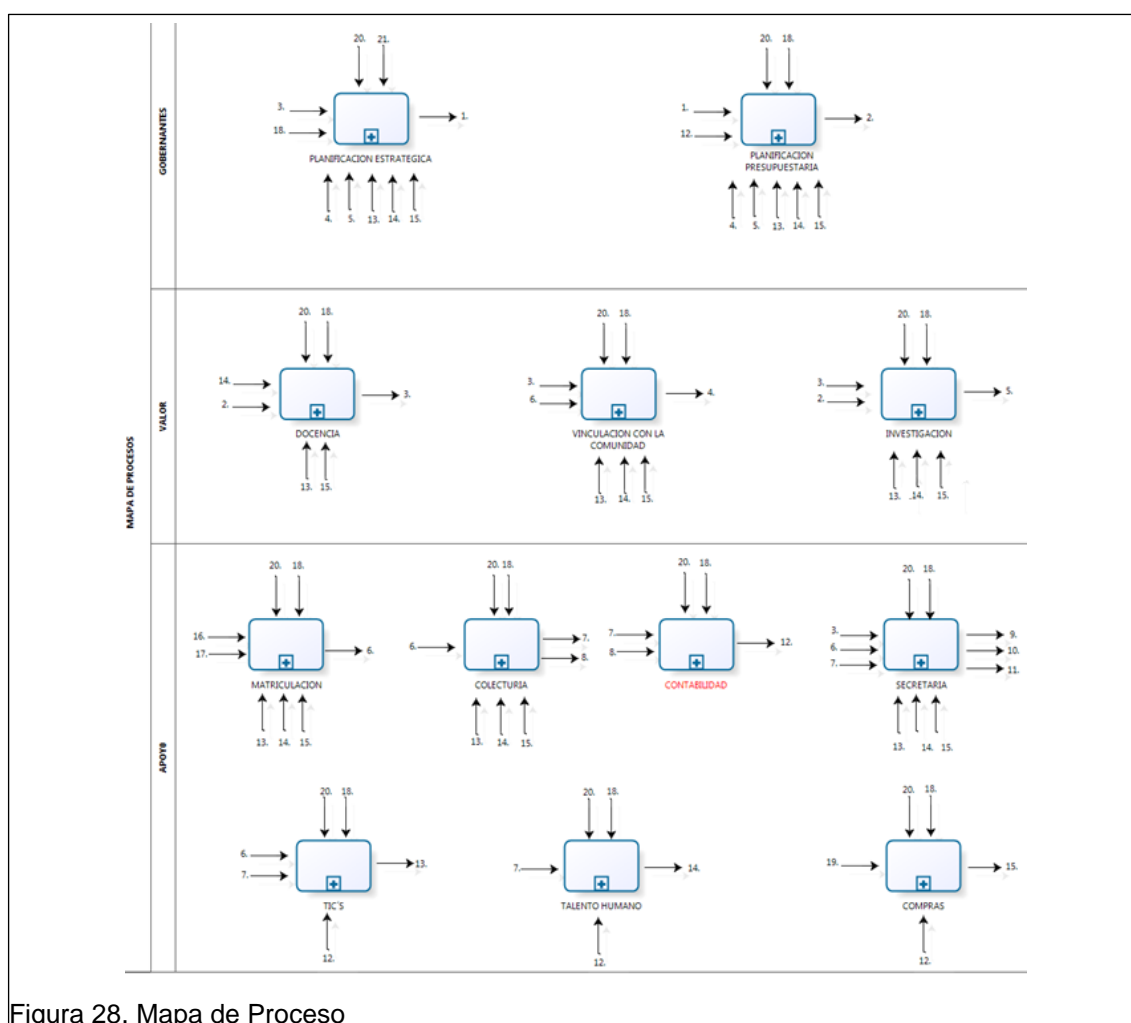 MAPA DE PROCESOS
GOBERNANTES
20. 21.
3.
18.
1.
PLANIFICACION ESTRATEGICA
4. 5. 13. 14. 15.
20. 18.
1.
12.
2.
PLANIFICACION
PRESUPUESTARIA
4. 5. 13. 14. 15.
VALOR
20. 18.
14.
2.
3.
DOCENCIA
13. 15.
20. 18.
3.
6.
4.
VINCULACION CON LA
COMUNIDAD
13. 14. 15.
20. 18.
3.
2.
5.
INVESTIGACION
13. .14. 15.
APOYO
20. 18.
16.
17.
6.
MATRICULACION
13. 14. 15.
20. 18.
6.
7.
8.
COLECTURIA
13. 14. 15.
20. 18.
7.
8.
12.
CONTABILIDAD
20. 18.
3.
6.
7.
9.
10.
11.
SECRETARIA
13. 14. 15.
20. 18.
6.
7.
13.
TIC´S
12.
20. 18.
7.
14.
TALENTO HUMANO
12.
20. 18.
19.
15.
COMPRAS
12.
Figura 28. Mapa de Proceso